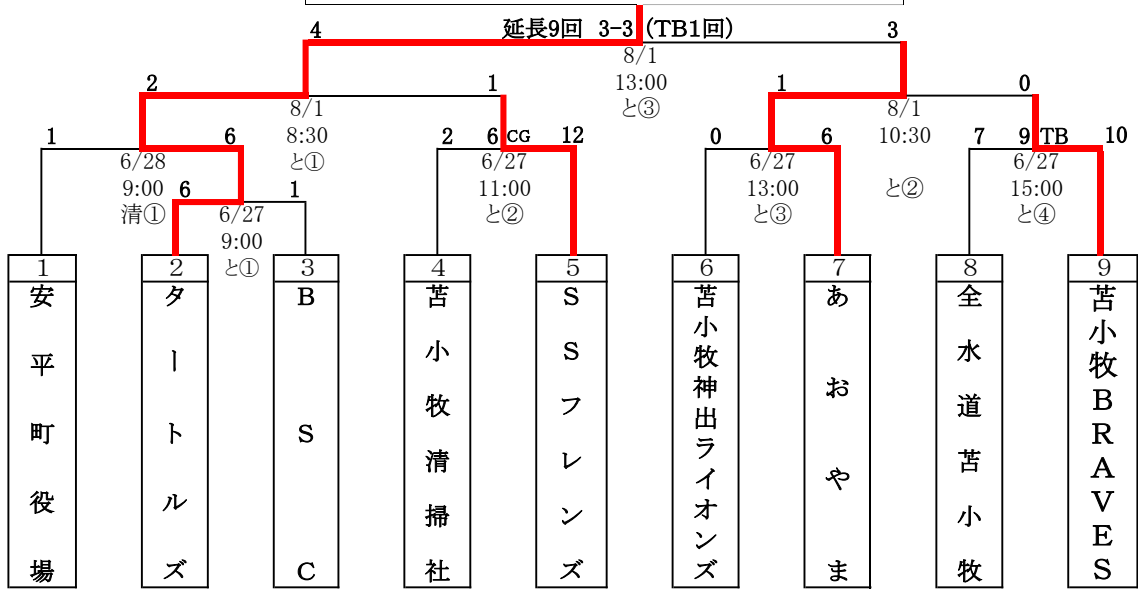 4 延長9回 3-3 (TB1回) 3
8/1
13:00
と③
2 1 1 0
8/1
8:30
と①
8/1
10:30
と②
1 6 2 6 CG 12 0 6 7 9 TB 10
6/28
9:00
清①
6/27
11:00
と②
6/27
13:00
と③
6/27
15:00
と④
6 1
6/27
9:00
と①
1 2 3 4 5 6 7 8 9
安平町役場
タートルズ
BSC
苫小牧清掃社
SSフレンズ
苫小牧神出ライオンズ
あおやま
全水道苫小牧
苫小牧BRAVES